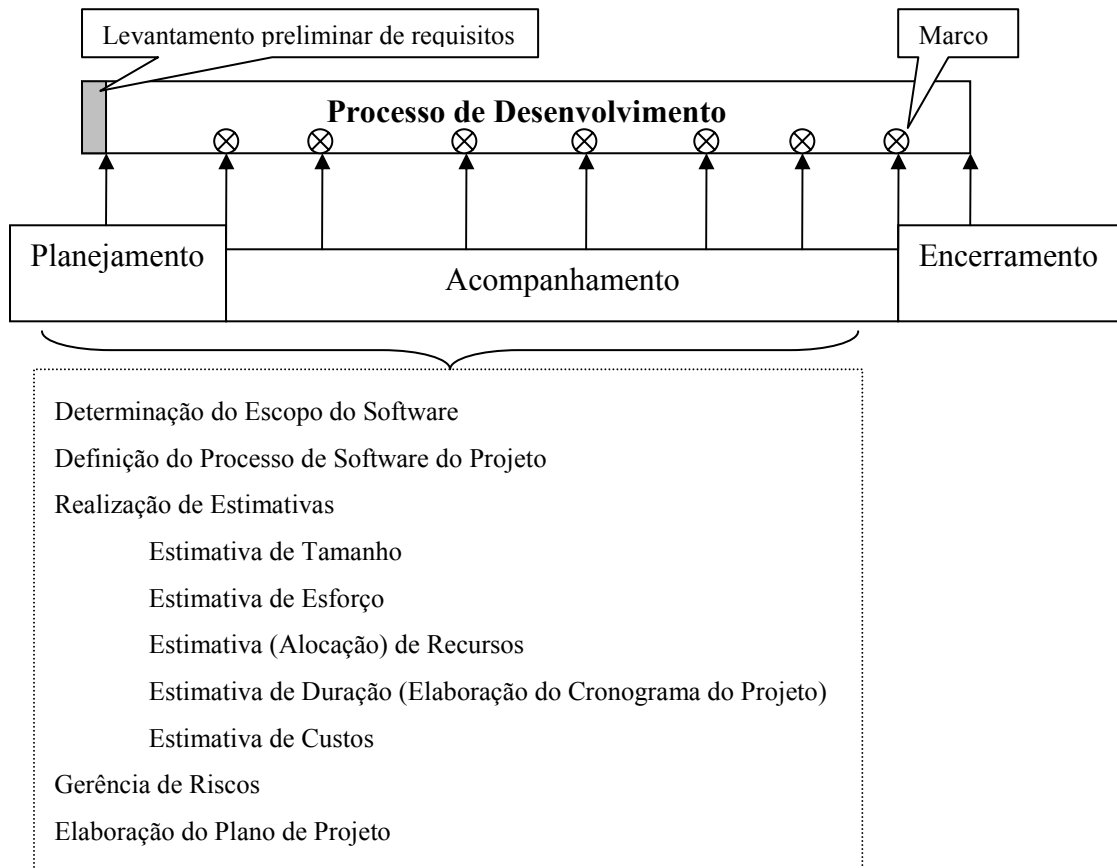 Levantamento preliminar de requisitos
Marco
Processo de Desenvolvimento
Planejamento
Acompanhamento
Encerramento
Determinação do Escopo do Software
Definição do Processo de Software do Projeto
Realização de Estimativas
Estimativa de Tamanho
Estimativa de Esforço
Estimativa (Alocação) de Recursos
Estimativa de Duração (Elaboração do Cronograma do Projeto)
Estimativa de Custos
Gerência de Riscos
Elaboração do Plano de Projeto